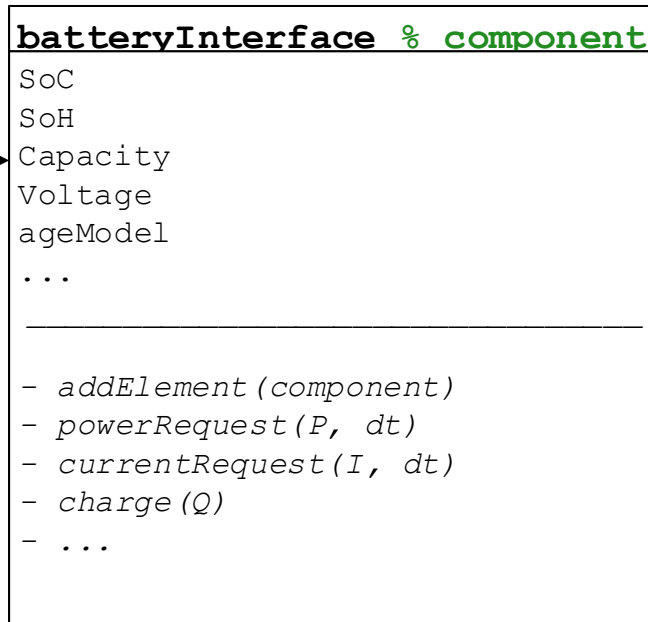 batteryInterface % component
SoC
SoH
Capacity
Voltage
ageModel
...
- addElement(component)
- powerRequest(P, dt)
- currentRequest(I, dt)
- charge(Q)
- ...